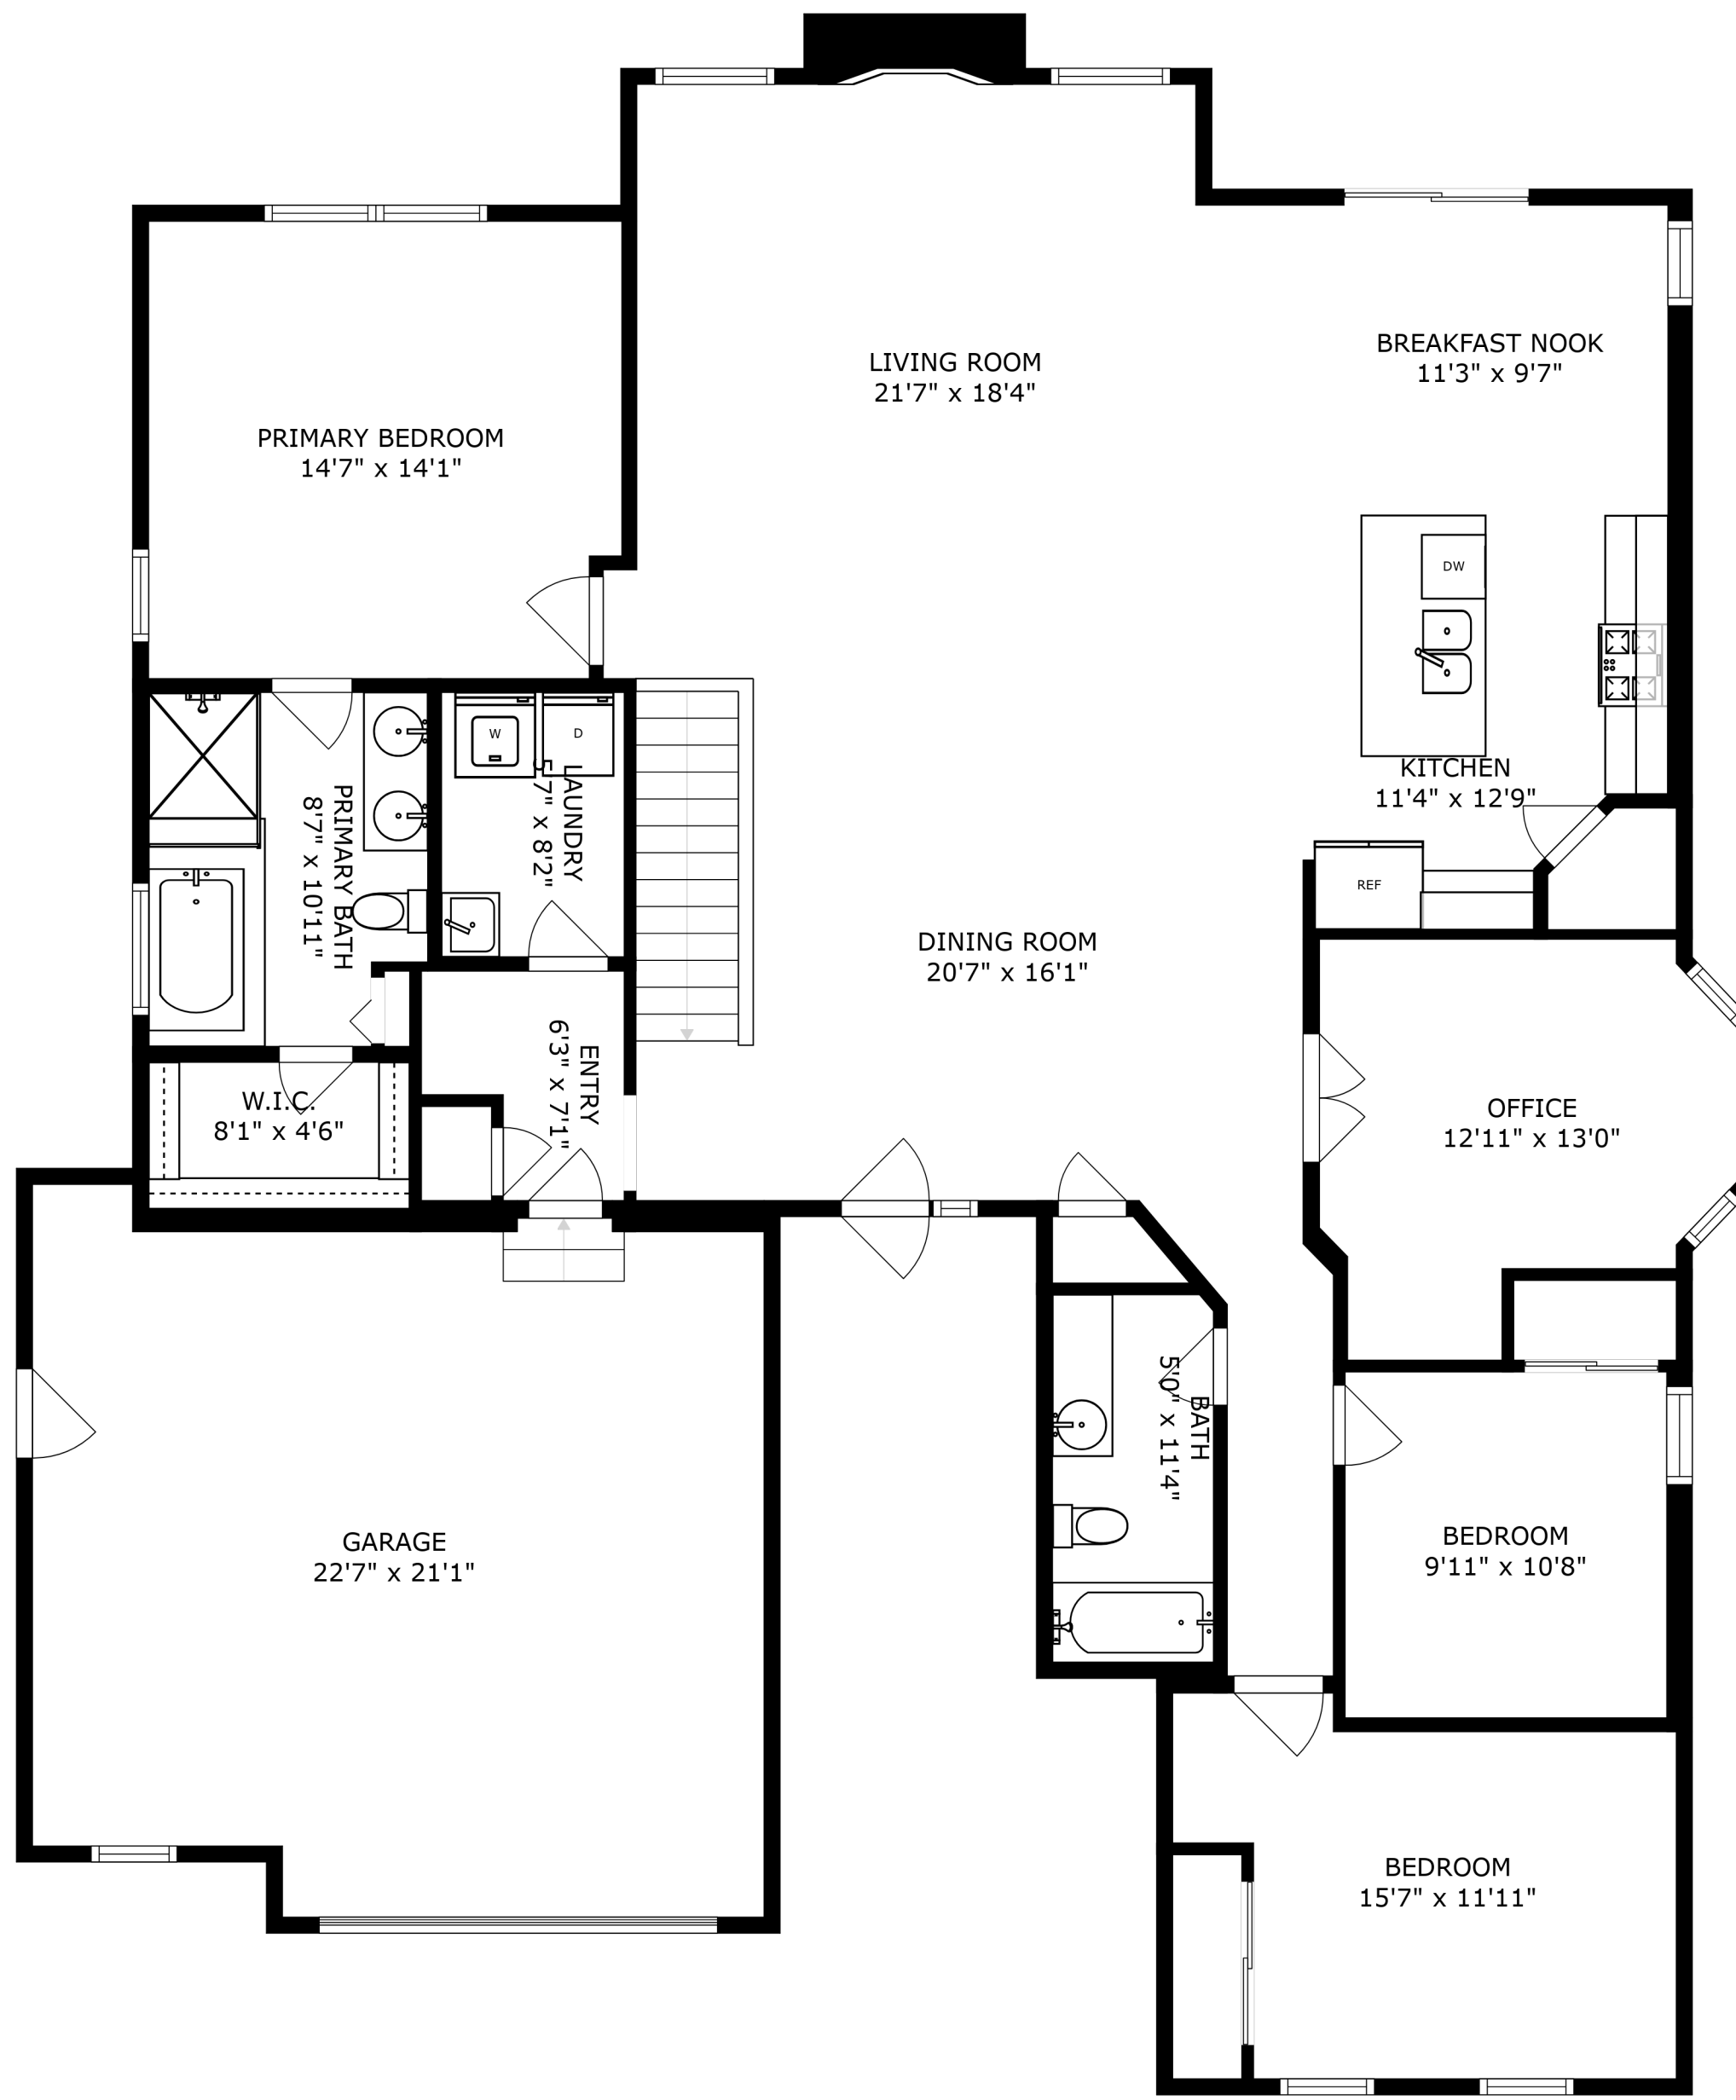 LIVING ROOM
21'7" x 18'4"
BREAKFAST NOOK
11'3" x 9'7"
PRIMARY BEDROOM
14'7" x 14'1"
DW
W
D
KITCHEN
11'4" x 12'9"
LAUNDRY
5'7" x 8'2"
PRIMARY BATH
8'7" x 10'11"
REF
DINING ROOM
20'7" x 16'1"
ENTRY
6'3" x 7'1"
W.I.C.
8'1" x 4'6"
OFFICE
12'11" x 13'0"
BATH
5'0" x 11'4"
GARAGE
22'7" x 21'1"
BEDROOM
9'11" x 10'8"
BEDROOM
15'7" x 11'11"